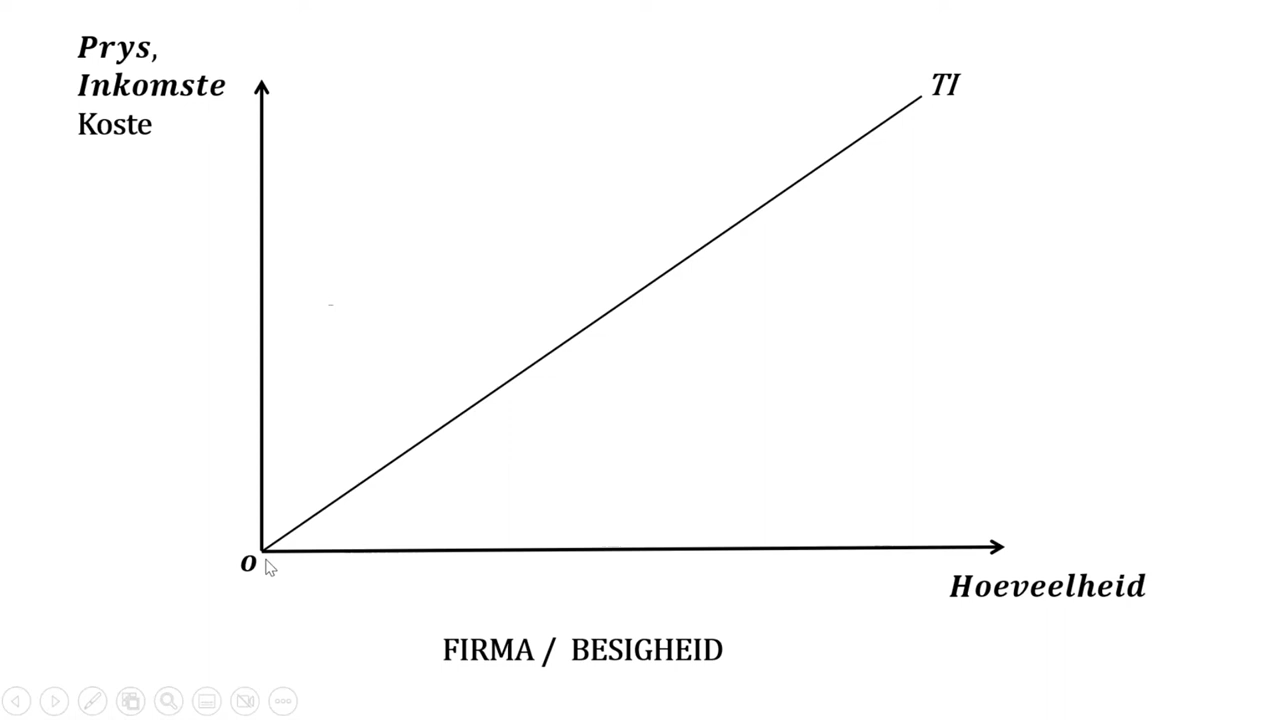 Prys,
Inkomste
Koste
TI
o
Hoeveelheid
FIRMA / BESIGHEID